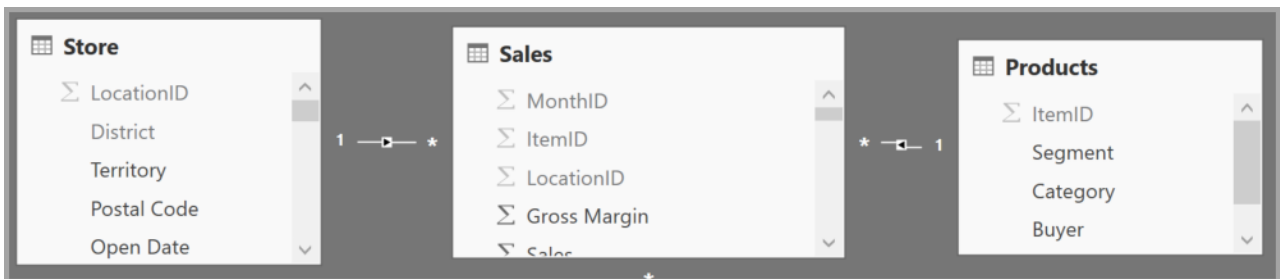 Store
Σ LocationID
District
Territory
Postal Code
Open Date
1 *
Sales
Σ MonthID
Σ ItemID
Σ LocationID
Σ Gross Margin
Σ Sales
*
* 1
Products
Σ ItemID
Segment
Category
Buyer